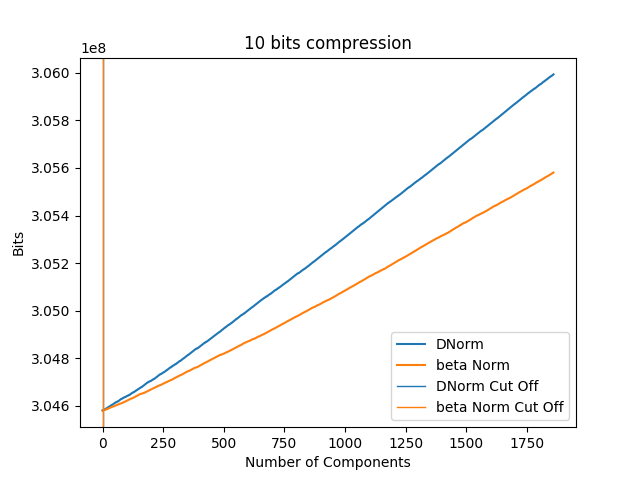 10 bits compression
1e8
3.060
3.058
3.056
3.054
3.052
3.050
3.048
3.046
Bits
0 250 500 750 1000 1250 1500 1750
Number of Components
DNorm
beta Norm
DNorm Cut Off
beta Norm Cut Off